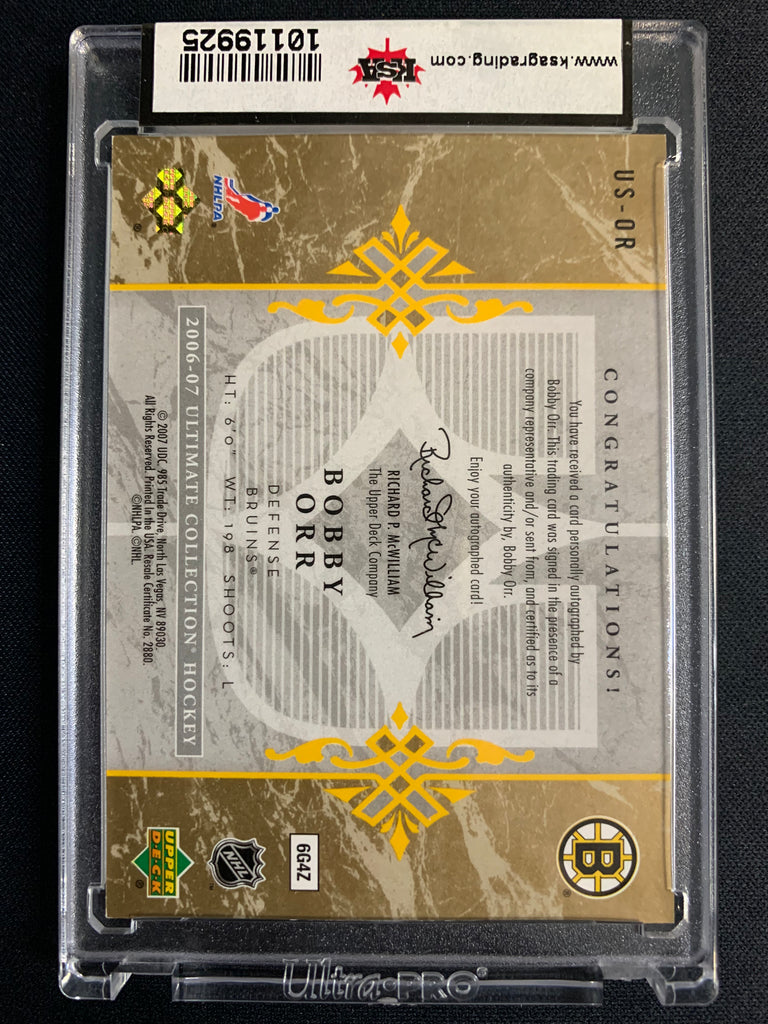 www.ksagrading.com
KSA
10119925
US-OR
CONGRATULATIONS!
You have received a card personally autographed by
Bobby Orr. This trading card was signed in the presence of a
company representative and/or sent from, and certified as to its
authenticity by, Bobby Orr.
Enjoy your autographed card!
Richard P. McWilliam
RICHARD P. McWILLIAM
The Upper Deck Company
BOBBY
ORR
DEFENSE
BRUINS®
HT: 6'0" WT: 198 SHOOTS: L
2006-07 ULTIMATE COLLECTION® HOCKEY
© 2007 UDC, 985 Trade Drive, North Las Vegas, NV 89030.
All Rights Reserved. Printed in the USA. Resale Certificate No. 2880.
©NHLPA ©NHL.
NHLPA®
®
B
®
6G4Z
NHL
™
UPPER
D·E·C·K
®
Ultra·PRO®